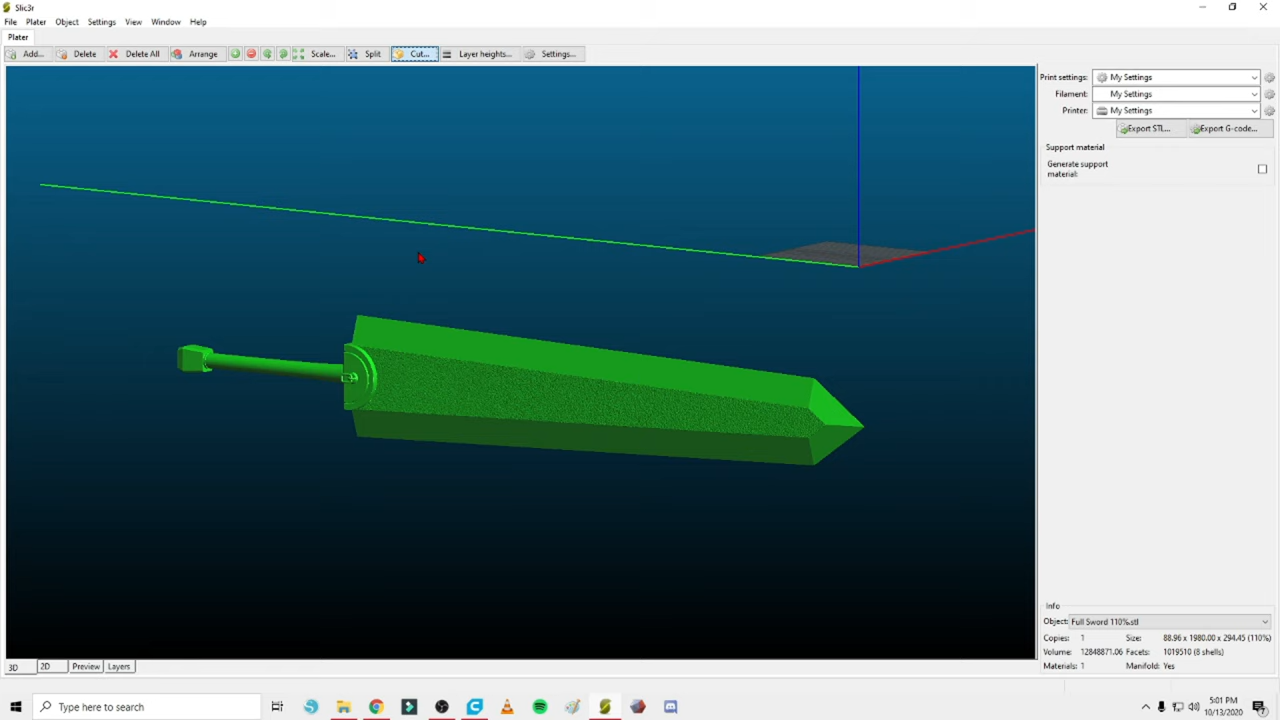 Slic3r
File Plater Object Settings View Window Help
Plater
Add... Delete Delete All Arrange Scale... Split Cut... Layer heights... Settings...
Print settings: My Settings
Filament: My Settings
Printer: My Settings
Export STL... Export G-code...
Support material
Generate support
material:
Info
Object: Full Sword 110%.stl
Copies: 1 Size: 88.96 x 1980.00 x 294.45 (110%)
Volume: 12848871.06 Facets: 1019510 (8 shells)
Materials: 1 Manifold: Yes
3D 2D Preview Layers
Type here to search
5:01 PM
10/13/2020